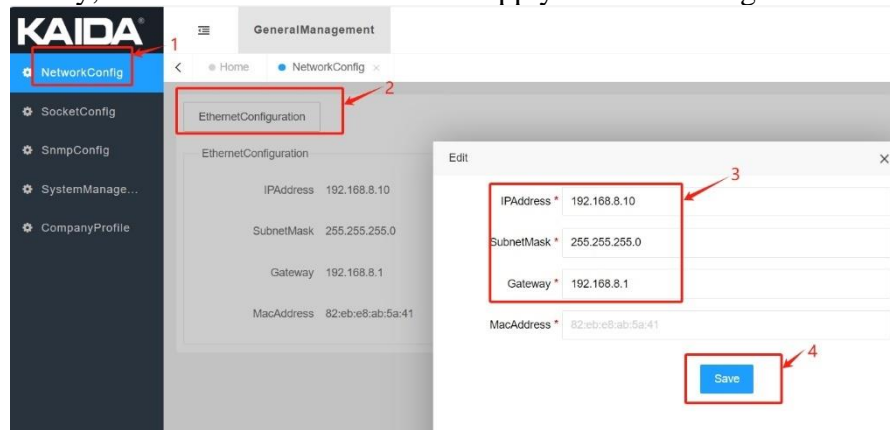 KAIDA®
GeneralManagement
1
NetworkConfig
Home NetworkConfig ×
2
SocketConfig
EthernetConfiguration
SnmpConfig
EthernetConfiguration
SystemManage...
IPAddress 192.168.8.10
CompanyProfile
SubnetMask 255.255.255.0
Gateway 192.168.8.1
MacAddress 82:eb:e8:ab:5a:41
Edit ×
3
IPAddress * 192.168.8.10
SubnetMask * 255.255.255.0
Gateway * 192.168.8.1
MacAddress * 82:eb:e8:ab:5a:41
4
Save